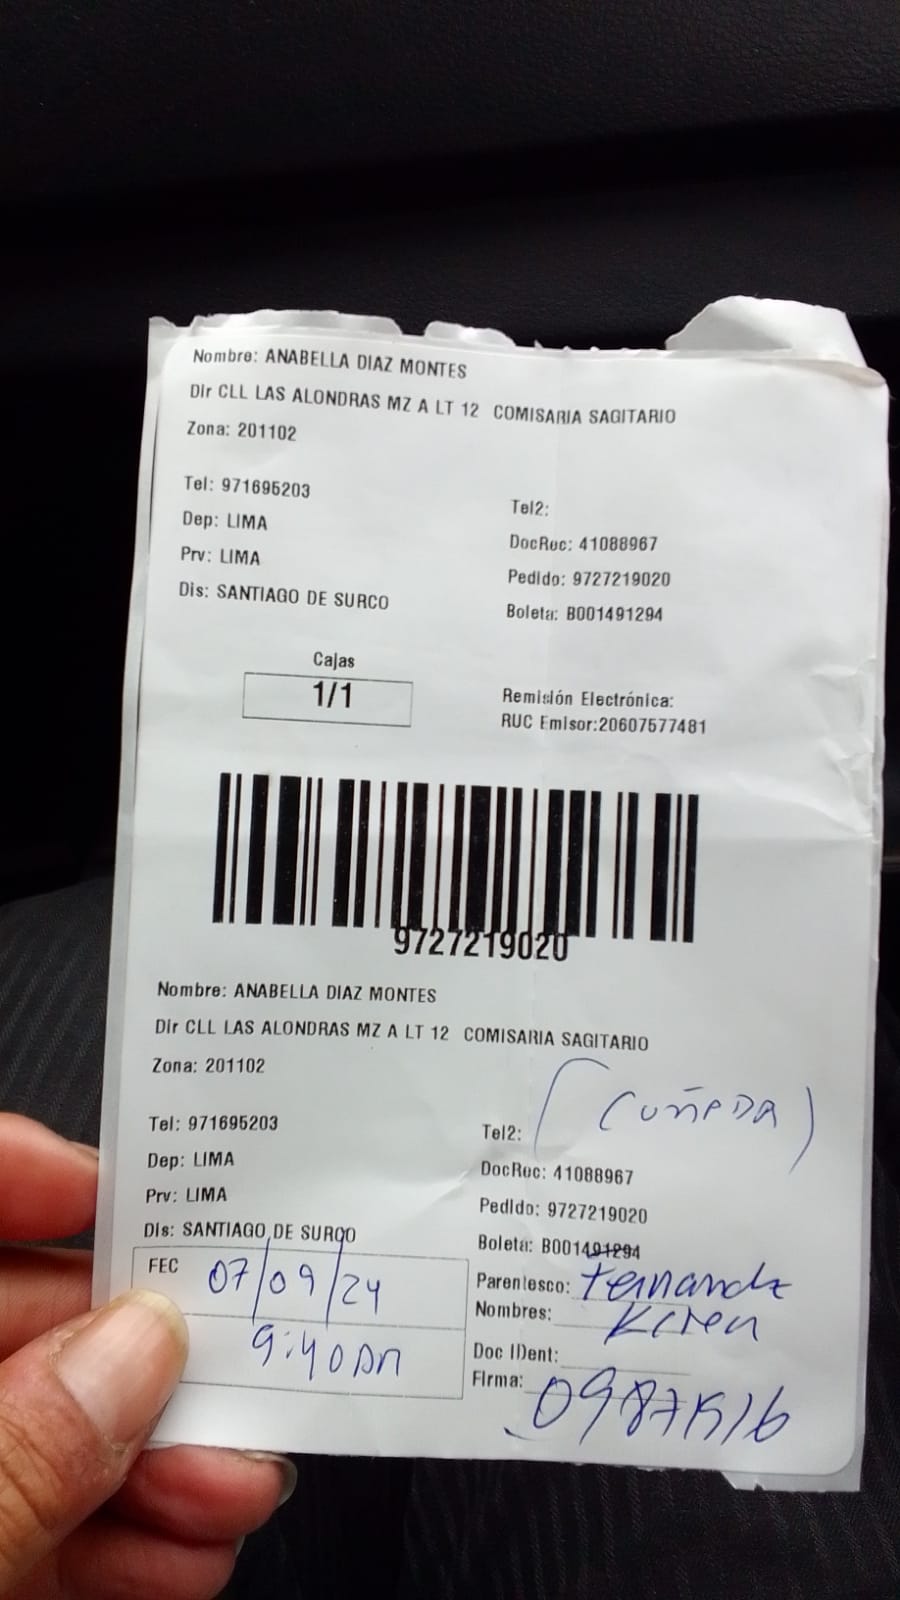 Nombre: ANABELLA DIAZ MONTES
Dir CLL LAS ALONDRAS MZ A LT 12 COMISARIA SAGITARIO
Zona: 201102
Tel: 971695203
Tel2:
Dep: LIMA
DocRec: 41088967
Prv: LIMA
Pedido: 9727219020
Dis: SANTIAGO DE SURCO
Boleta: B001491294
Cajas
1/1
Remisión Electrónica:
RUC Emisor:20607577481
9727219020
Nombre: ANABELLA DIAZ MONTES
Dir CLL LAS ALONDRAS MZ A LT 12 COMISARIA SAGITARIO
Zona: 201102
(CUÑADA)
Tel: 971695203
Tel2:
Dep: LIMA
DocRec: 41088967
Prv: LIMA
Pedido: 9727219020
Dis: SANTIAGO DE SURCO
Boleta: B001491294
FEC 07/09/24
Parentesco:
Nombres:
9:40am
Doc IDent:
Firma: